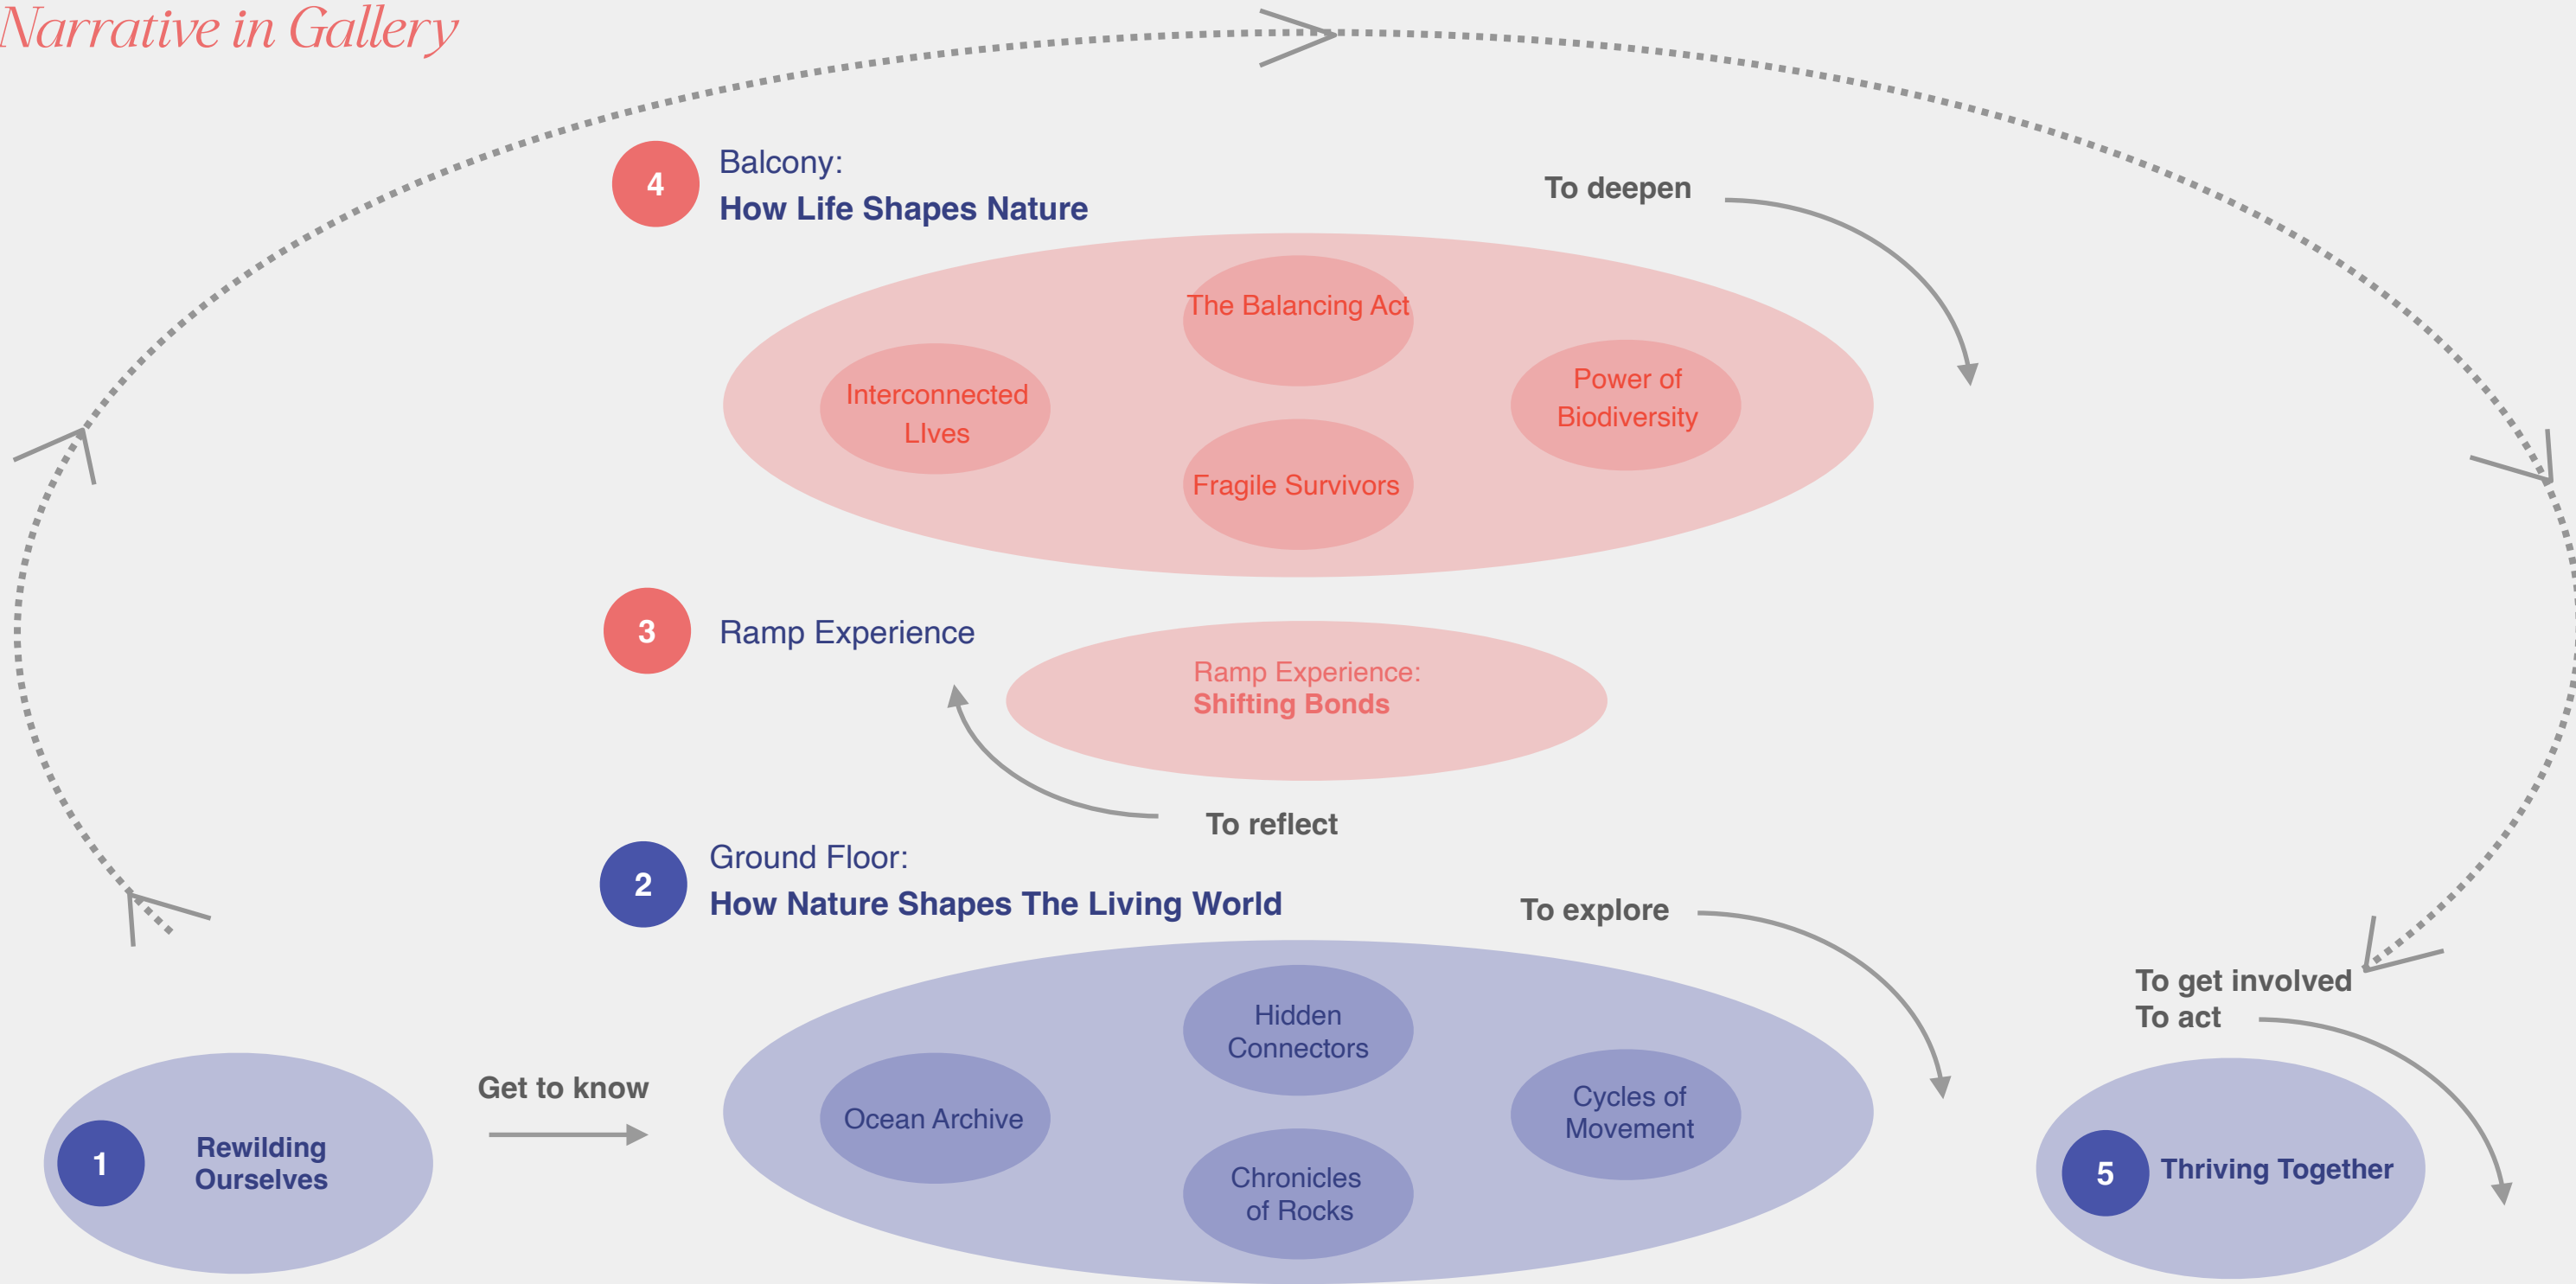 Narrative in Gallery
4
Balcony:
How Life Shapes Nature
To deepen
The Balancing Act
Interconnected
LIves
Power of
Biodiversity
Fragile Survivors
3
Ramp Experience
Ramp Experience:
Shifting Bonds
To reflect
2
Ground Floor:
How Nature Shapes The Living World
To explore
Hidden
Connectors
Ocean Archive
Cycles of
Movement
Chronicles
of Rocks
1
Rewilding
Ourselves
Get to know
To get involved
To act
5
Thriving Together